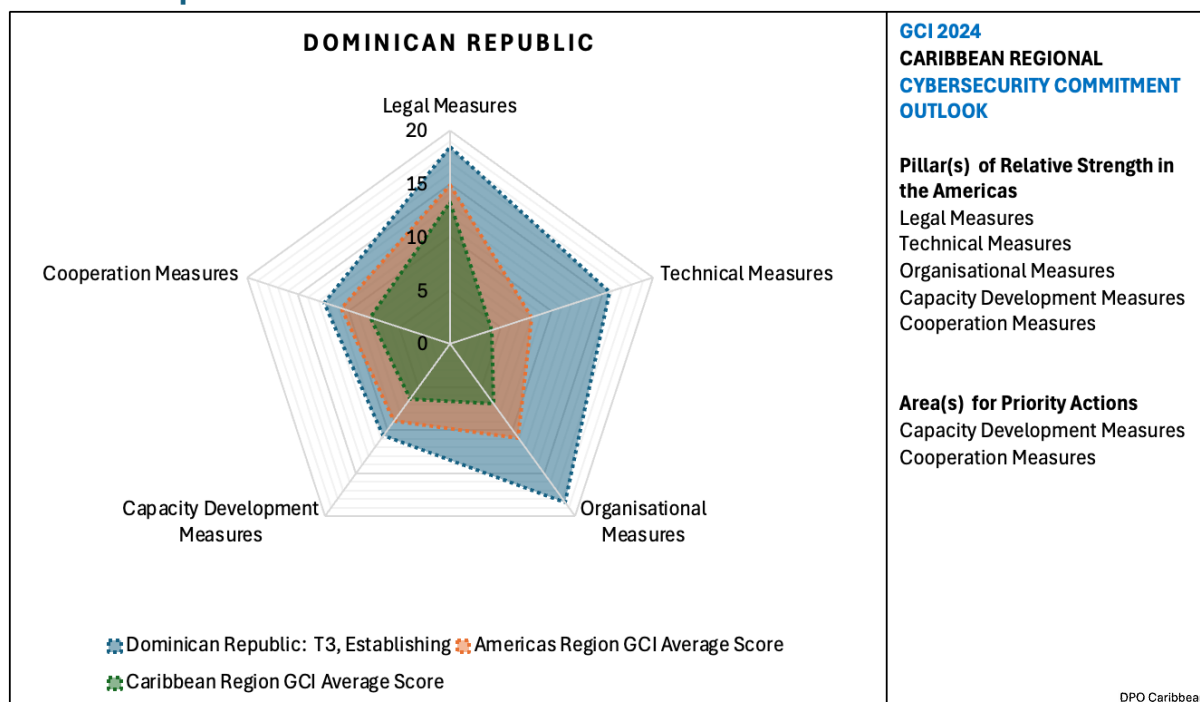 DOMINICAN REPUBLIC
Legal Measures
20
15
10
5
0
Cooperation Measures
Technical Measures
Capacity Development
Measures
Organisational
Measures
Dominican Republic: T3, Establishing
Americas Region GCI Average Score
Caribbean Region GCI Average Score
GCI 2024
CARIBBEAN REGIONAL
CYBERSECURITY COMMITMENT
OUTLOOK
Pillar(s) of Relative Strength in
the Americas
Legal Measures
Technical Measures
Organisational Measures
Capacity Development Measures
Cooperation Measures
Area(s) for Priority Actions
Capacity Development Measures
Cooperation Measures
DPO